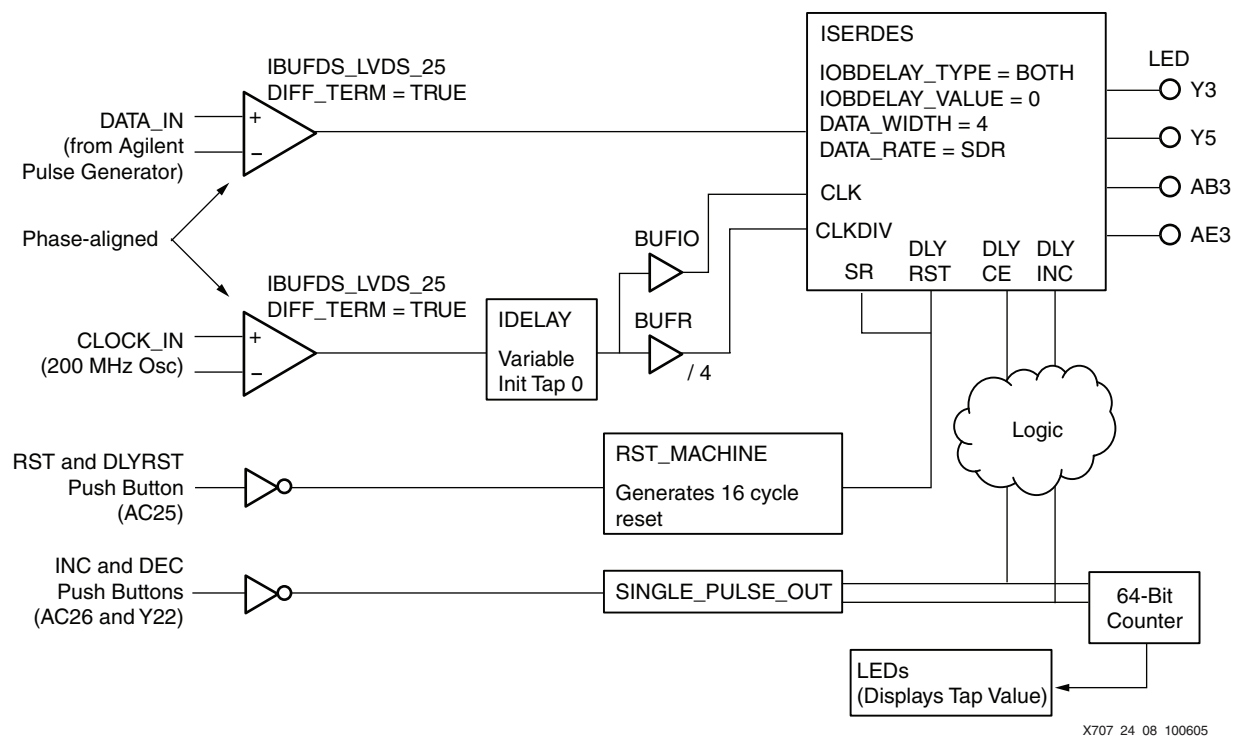 ISERDES
IOBDELAY_TYPE = BOTH
IOBDELAY_VALUE = 0
DATA_WIDTH = 4
DATA_RATE = SDR
CLK
CLKDIV
SR
DLY
RST
DLY
CE
DLY
INC
LED
Y3
Y5
AB3
AE3
IBUFDS_LVDS_25
DIFF_TERM = TRUE
DATA_IN
(from Agilent
Pulse Generator)
+
–
Phase-aligned
IBUFDS_LVDS_25
DIFF_TERM = TRUE
CLOCK_IN
(200 MHz Osc)
+
–
IDELAY
Variable
Init Tap 0
BUFIO
BUFR
/ 4
Logic
RST and DLYRST
Push Button
(AC25)
RST_MACHINE
Generates 16 cycle
reset
INC and DEC
Push Buttons
(AC26 and Y22)
SINGLE_PULSE_OUT
64-Bit
Counter
LEDs
(Displays Tap Value)
X707_24_08_100605